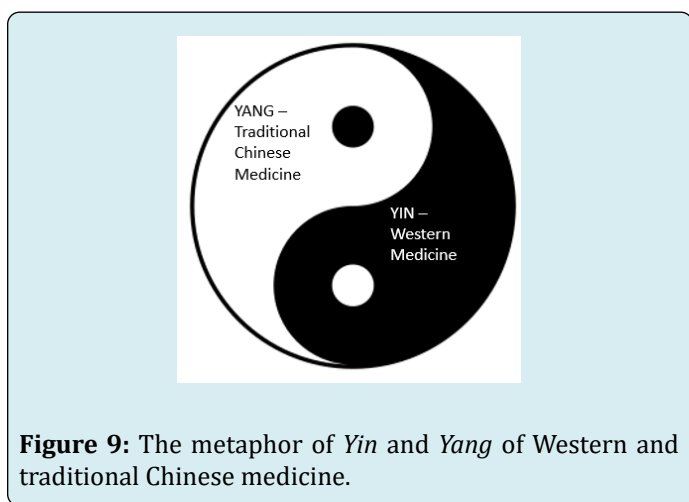 YANG –
Traditional
Chinese
Medicine
YIN –
Western
Medicine
Figure 9: The metaphor of Yin and Yang of Western and
traditional Chinese medicine.